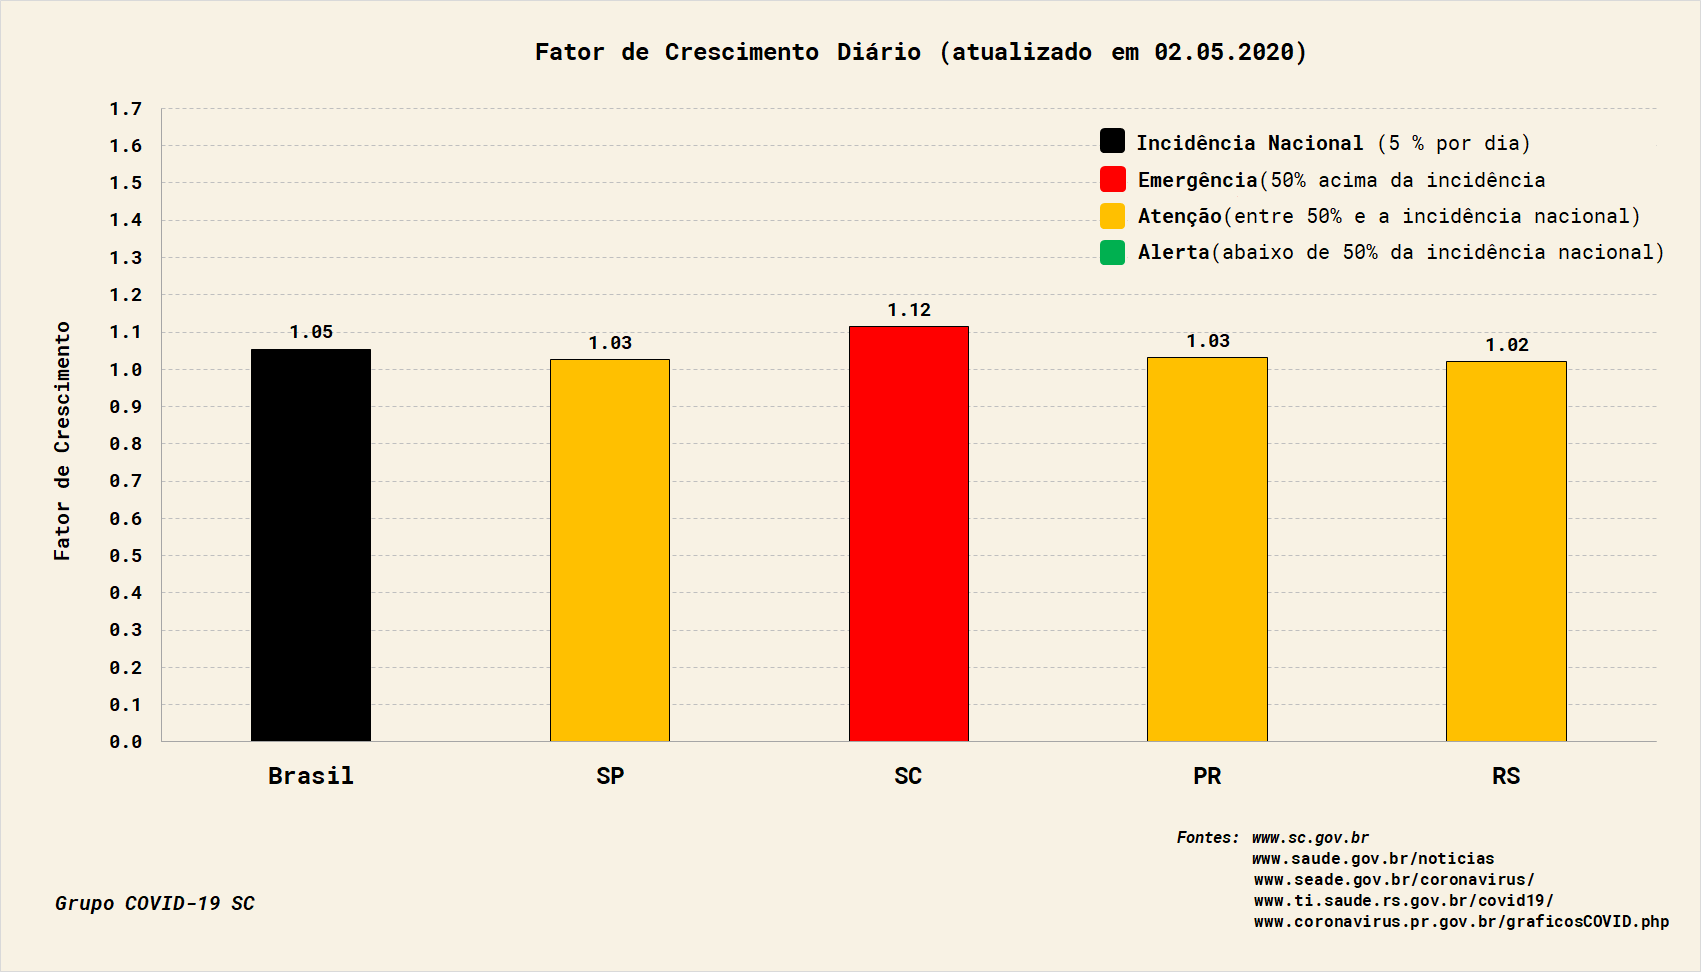 Fator de Crescimento Diário (atualizado em 02.05.2020)
Incidência Nacional (5 % por dia)
Emergência(50% acima da incidência
Atenção(entre 50% e a incidência nacional)
Alerta(abaixo de 50% da incidência nacional)
Fator de Crescimento
1.7
1.6
1.5
1.4
1.3
1.2
1.1
1.0
0.9
0.8
0.7
0.6
0.5
0.4
0.3
0.2
0.1
0.0
1.05
1.03
1.12
1.03
1.02
Brasil
SP
SC
PR
RS
Fontes: www.sc.gov.br
www.saude.gov.br/noticias
www.seade.gov.br/coronavirus/
www.ti.saude.rs.gov.br/covid19/
www.coronavirus.pr.gov.br/graficosCOVID.php
Grupo COVID-19 SC